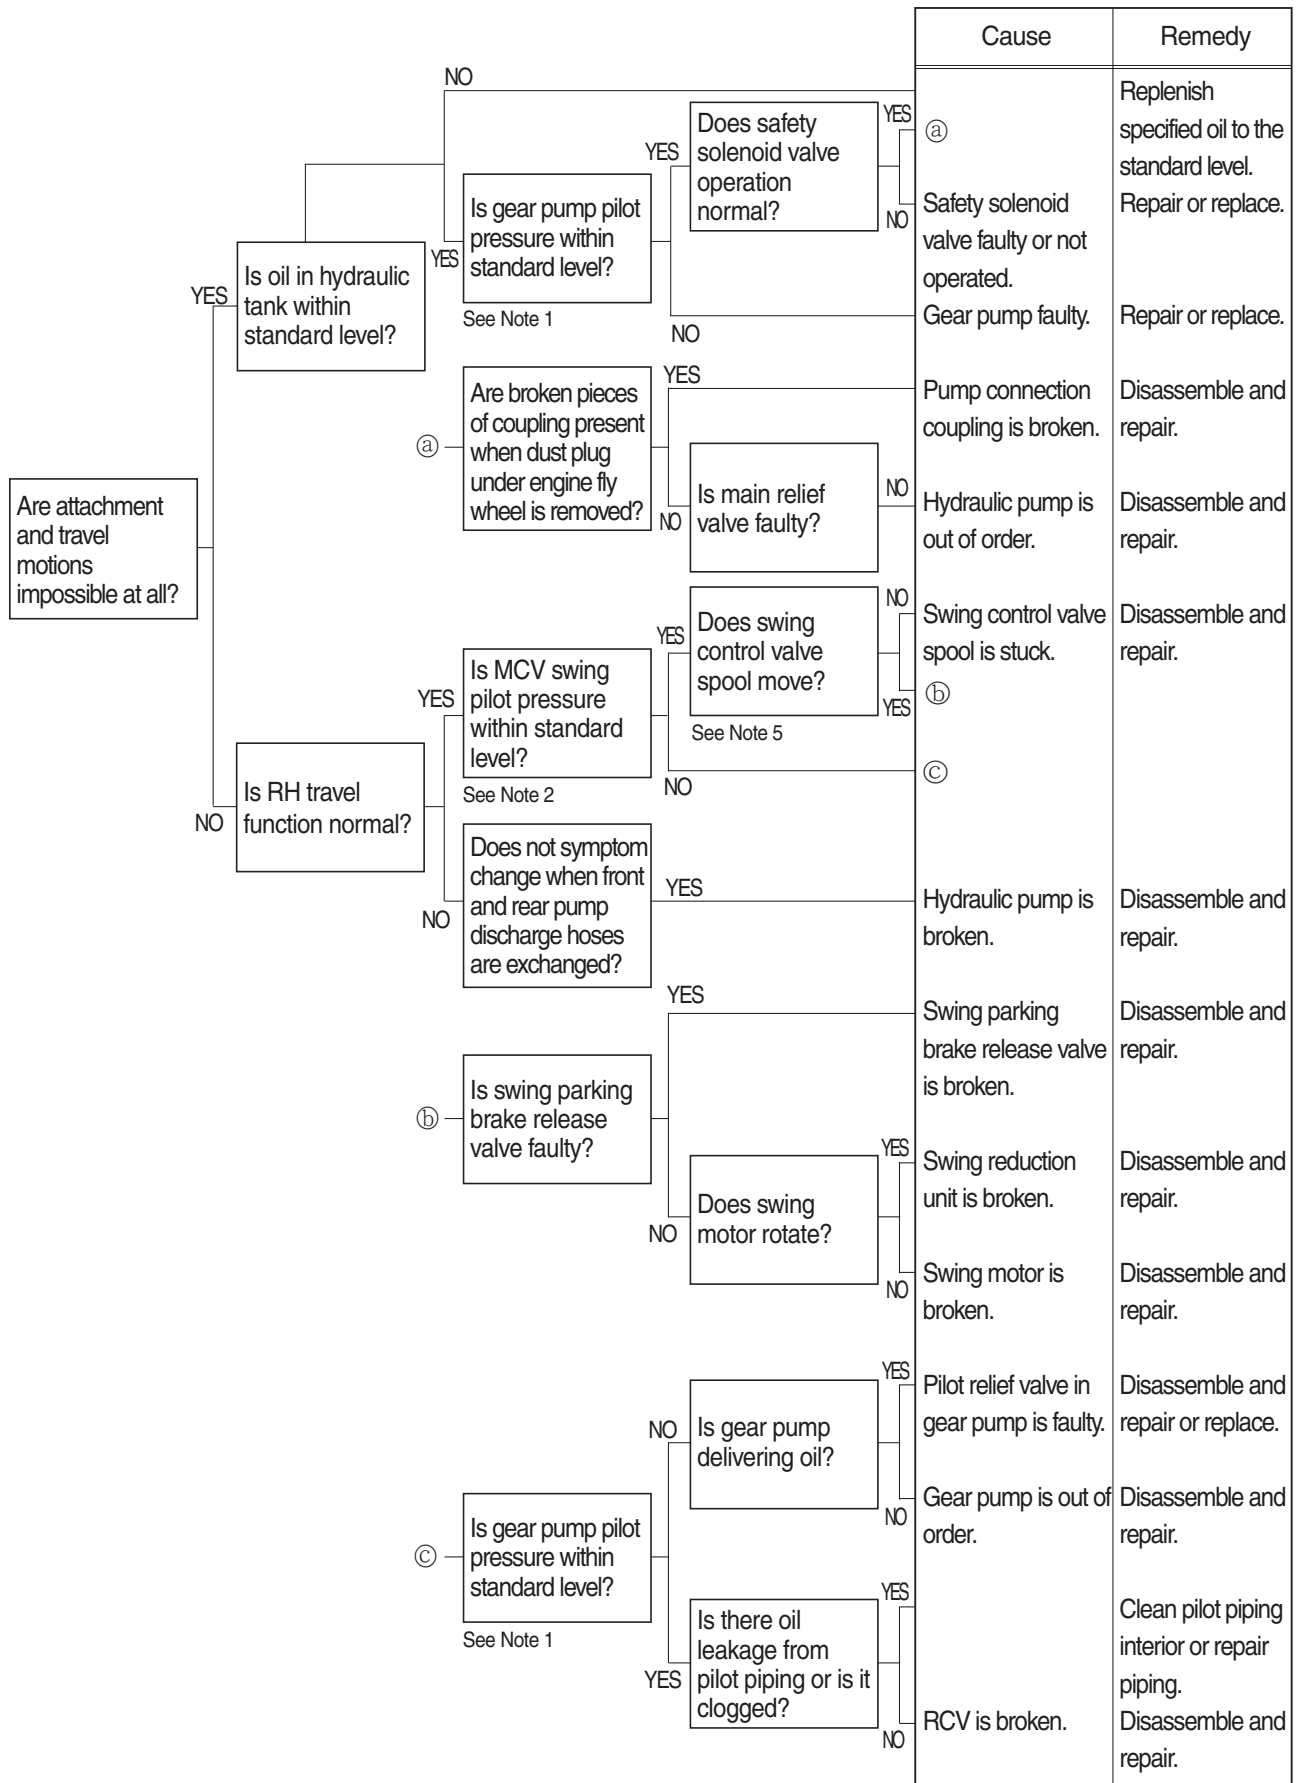 Cause
Remedy
NO
Replenish
specified oil to the
standard level.
Does safety
solenoid valve
operation
normal?
YES
ⓐ
YES
NO
Safety solenoid
valve faulty or not
operated.
Repair or replace.
Is gear pump pilot
pressure within
standard level?
YES
See Note 1
NO
Gear pump faulty.
Repair or replace.
Is oil in hydraulic
tank within
standard level?
YES
ⓐ
Are broken pieces
of coupling present
when dust plug
under engine fly
wheel is removed?
YES
Pump connection
coupling is broken.
Disassemble and
repair.
NO
Is main relief
valve faulty?
NO
Hydraulic pump is
out of order.
Disassemble and
repair.
Are attachment
and travel
motions
impossible at all?
Does swing
control valve
spool move?
See Note 5
YES
NO
Swing control valve
spool is stuck.
Disassemble and
repair.
YES
ⓑ
Is MCV swing
pilot pressure
within standard
level?
See Note 2
YES
NO
ⓒ
NO
Is RH travel
function normal?
NO
Does not symptom
change when front
and rear pump
discharge hoses
are exchanged?
YES
Hydraulic pump is
broken.
Disassemble and
repair.
ⓑ
Is swing parking
brake release
valve faulty?
YES
Swing parking
brake release valve
is broken.
Disassemble and
repair.
NO
Does swing
motor rotate?
YES
Swing reduction
unit is broken.
Disassemble and
repair.
NO
Swing motor is
broken.
Disassemble and
repair.
ⓒ
Is gear pump pilot
pressure within
standard level?
See Note 1
NO
Is gear pump
delivering oil?
YES
Pilot relief valve in
gear pump is faulty.
Disassemble and
repair or replace.
NO
Gear pump is out of
order.
Disassemble and
repair.
YES
Is there oil
leakage from
pilot piping or is it
clogged?
YES
Clean pilot piping
interior or repair
piping.
NO
RCV is broken.
Disassemble and
repair.